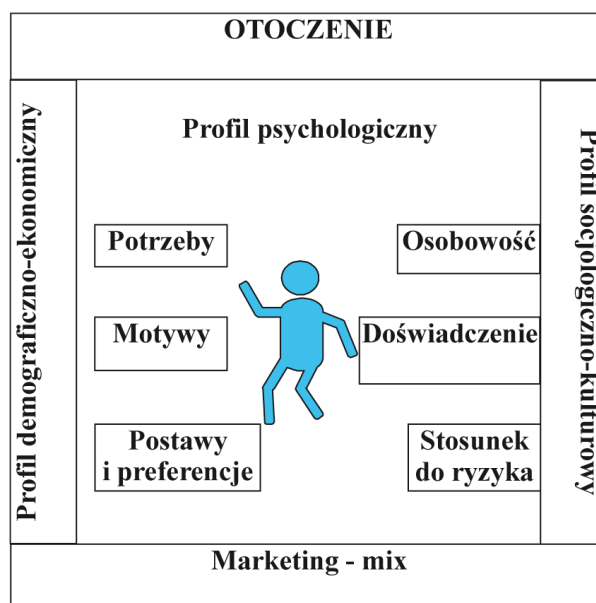 OTOCZENIE
Profil demograficzno-ekonomiczny
Profil psychologiczny
Profil socjologiczno-kulturowy
Potrzeby
Osobowość
Motywy
Doświadczenie
Postawy
i preferencje
Stosunek
do ryzyka
Marketing - mix